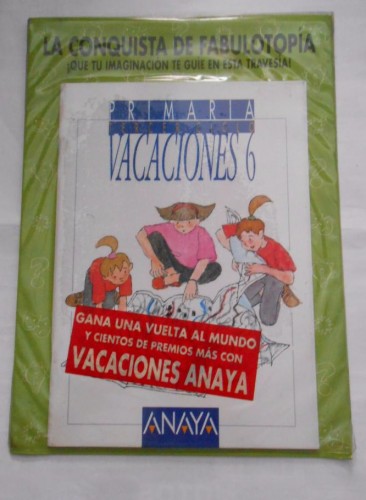 LA CONQUISTA DE FABULOTOPÍA
¡QUE TU IMAGINACIÓN TE GUÍE EN ESTA TRAVESÍA!
PRIMARIA
VACACIONES 6
GANA UNA VUELTA AL MUNDO
Y CIENTOS DE PREMIOS MÁS CON
VACACIONES ANAYA
ANAYA